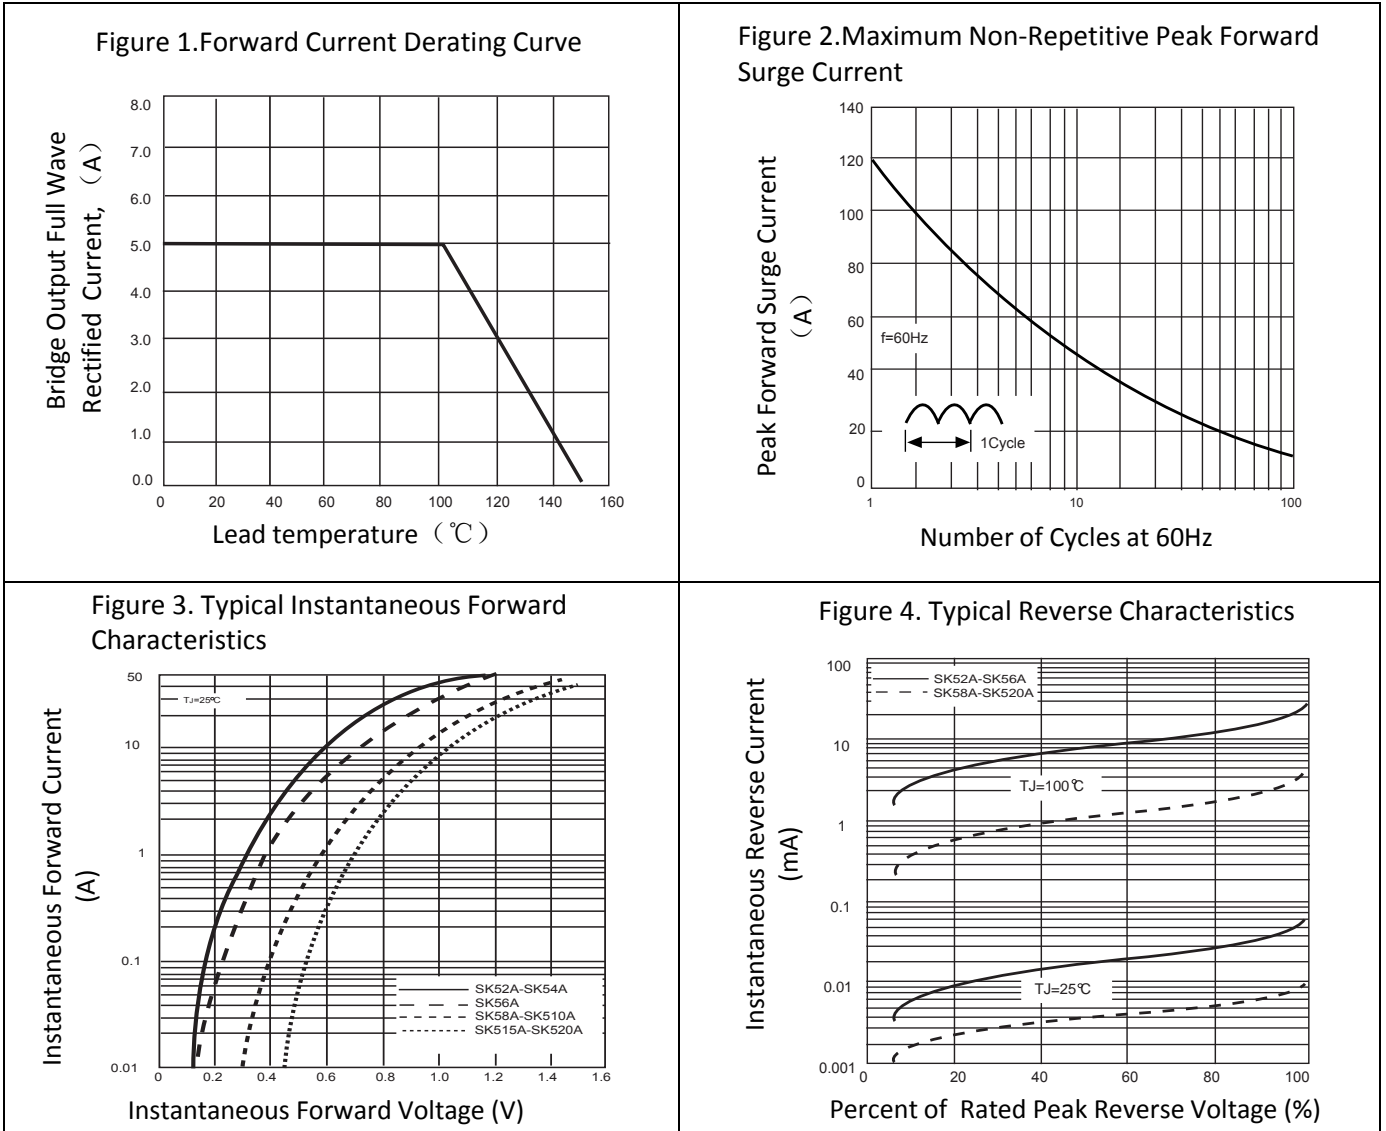 Figure 1.Forward Current Derating Curve
Bridge Output Full Wave
Rectified Current, （A）
8.0
7.0
6.0
5.0
4.0
3.0
2.0
1.0
0.0
0 20 40 60 80 100 120 140 160
Lead temperature（℃）
Figure 2.Maximum Non-Repetitive Peak Forward
Surge Current
Peak Forward Surge Current
（A）
140
120
100
80
60
40
20
0
f=60Hz
1Cycle
1 10 100
Number of Cycles at 60Hz
Figure 3. Typical Instantaneous Forward
Characteristics
Instantaneous Forward Current
(A)
50
10
1
0.1
0.01
TJ=25℃
SK52A-SK54A
SK56A
SK58A-SK510A
SK515A-SK520A
0 0.2 0.4 0.6 0.8 1.0 1.2 1.4 1.6
Instantaneous Forward Voltage (V)
Figure 4. Typical Reverse Characteristics
Instantaneous Reverse Current
(mA)
100
10
1
0.1
0.01
0.001
SK52A-SK56A
SK58A-SK520A
TJ=100℃
TJ=25℃
0 20 40 60 80 100
Percent of Rated Peak Reverse Voltage (%)